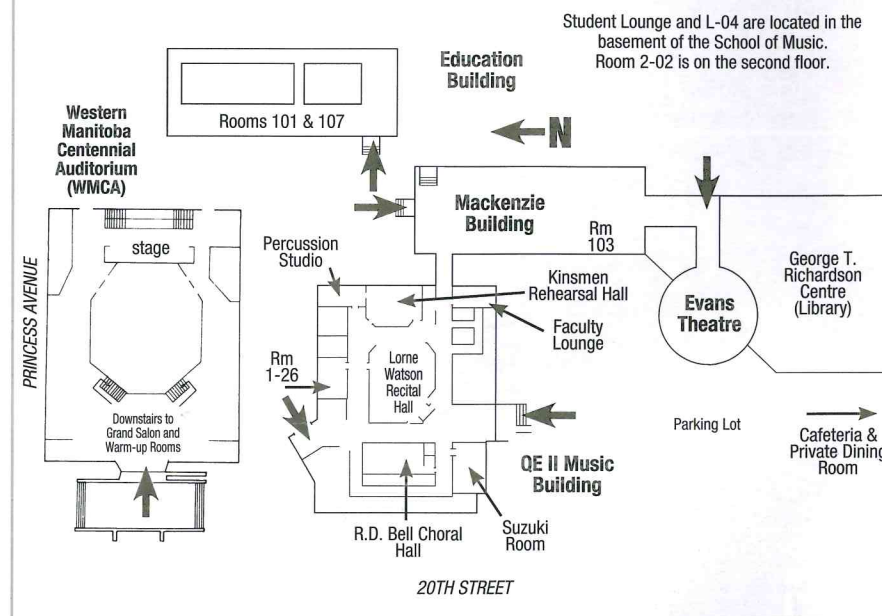 Student Lounge and L-04 are located in the
basement of the School of Music.
Room 2-02 is on the second floor.
Education
Building
Rooms 101 & 107
N
Western
Manitoba
Centennial
Auditorium
(WMCA)
Mackenzie
Building
Rm
103
stage
Percussion
Studio
Kinsmen
Rehearsal Hall
George T.
Richardson
Centre
(Library)
Evans
Theatre
Faculty
Lounge
PRINCESS AVENUE
Rm
1-26
Lorne
Watson
Recital
Hall
Downstairs to
Grand Salon and
Warm-up Rooms
Parking Lot
Cafeteria &
Private Dining
Room
QE II Music
Building
R.D. Bell Choral
Hall
Suzuki
Room
20TH STREET